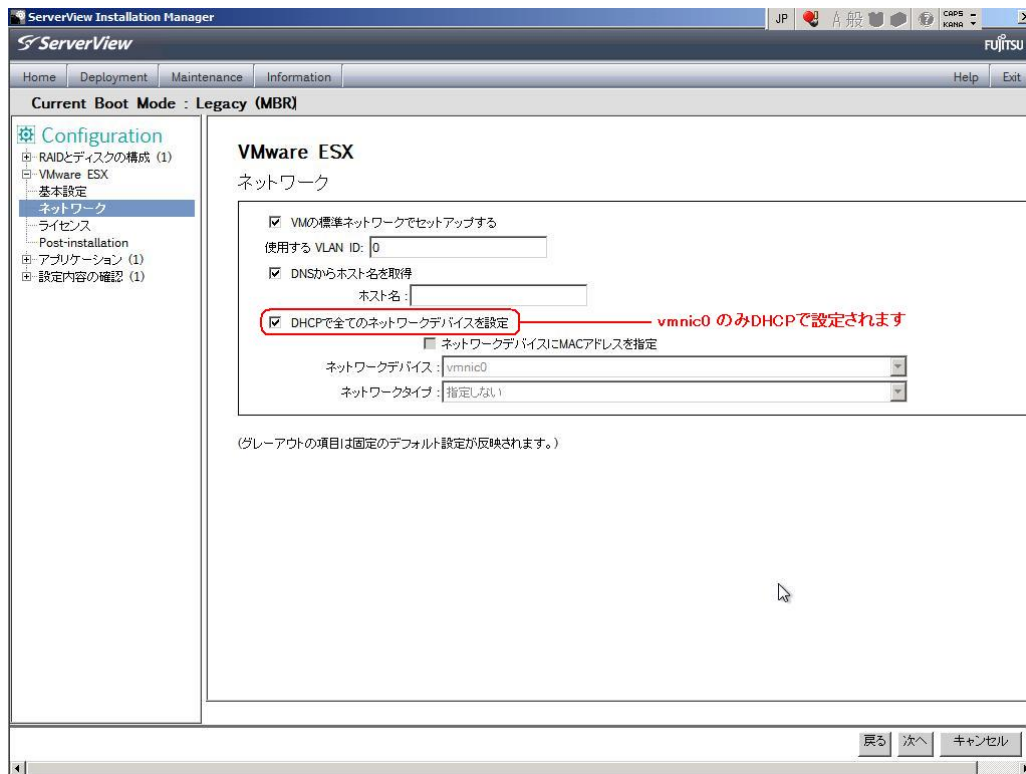 ServerView Installation Manager
JP A 般 CAPS KANA
ServerView
FUJITSU
Home Deployment Maintenance Information Help Exit
Current Boot Mode : Legacy (MBR)
Configuration
RAIDとディスクの構成 (1)
VMware ESX
基本設定
ネットワーク
ライセンス
Post-installation
アプリケーション (1)
設定内容の確認 (1)
VMware ESX
ネットワーク
VMの標準ネットワークでセットアップする
使用する VLAN ID: 0
DNSからホスト名を取得
ホスト名 :
DHCPで全てのネットワークデバイスを設定 vmnic0 のみDHCPで設定されます
ネットワークデバイスにMACアドレスを指定
ネットワークデバイス : vmnic0
ネットワークタイプ : 指定しない
(グレーアウトの項目は固定のデフォルト設定が反映されます。)
戻る 次へ キャンセル